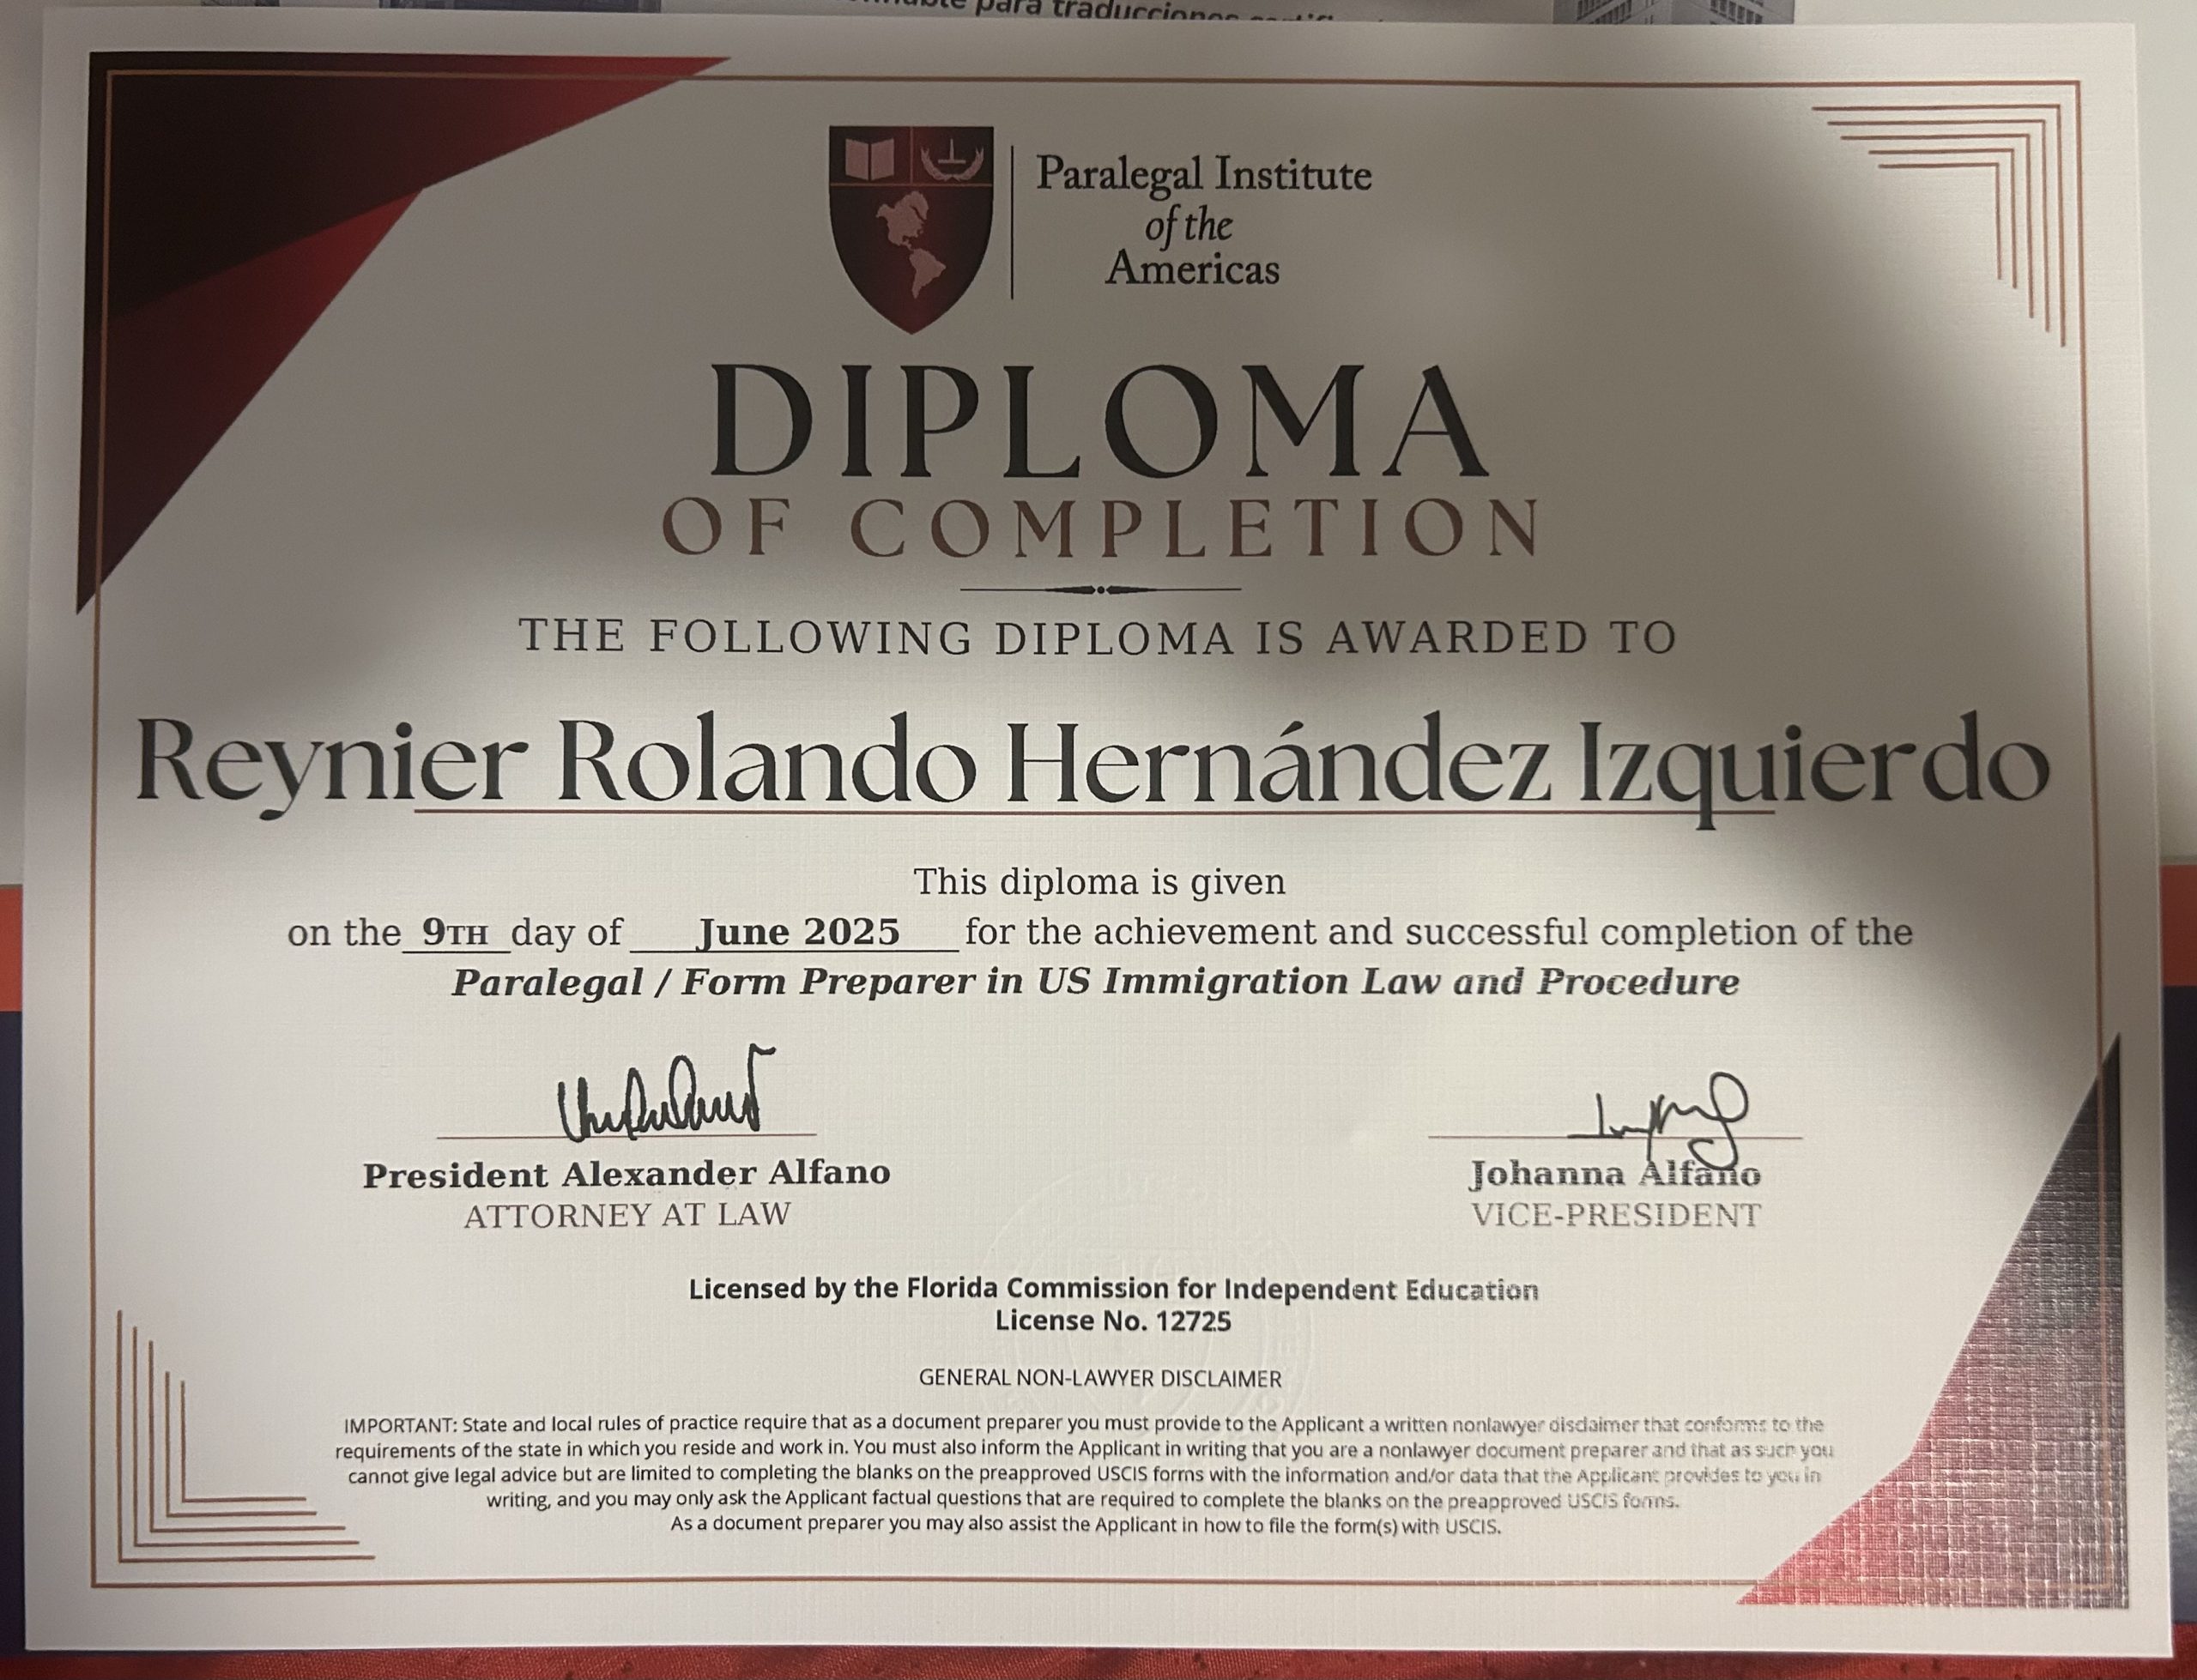 para traducciones
Paralegal Institute
of the
Americas
DIPLOMA
OF COMPLETION
THE FOLLOWING DIPLOMA IS AWARDED TO
Reynier Rolando Hernández Izquierdo
This diploma is given
on the 9TH day of June 2025 for the achievement and successful completion of the
Paralegal / Form Preparer in US Immigration Law and Procedure
President Alexander Alfano
ATTORNEY AT LAW
Johanna Alfano
VICE-PRESIDENT
Licensed by the Florida Commission for Independent Education
License No. 12725
GENERAL NON-LAWYER DISCLAIMER
IMPORTANT: State and local rules of practice require that as a document preparer you must provide to the Applicant a written nonlawyer disclaimer that conforms to the
requirements of the state in which you reside and work in. You must also inform the Applicant in writing that you are a nonlawyer document preparer and that as such you
cannot give legal advice but are limited to completing the blanks on the preapproved USCIS forms with the information and/or data that the Applicant provides to you in
writing, and you may only ask the Applicant factual questions that are required to complete the blanks on the preapproved USCIS forms.
As a document preparer you may also assist the Applicant in how to file the form(s) with USCIS.